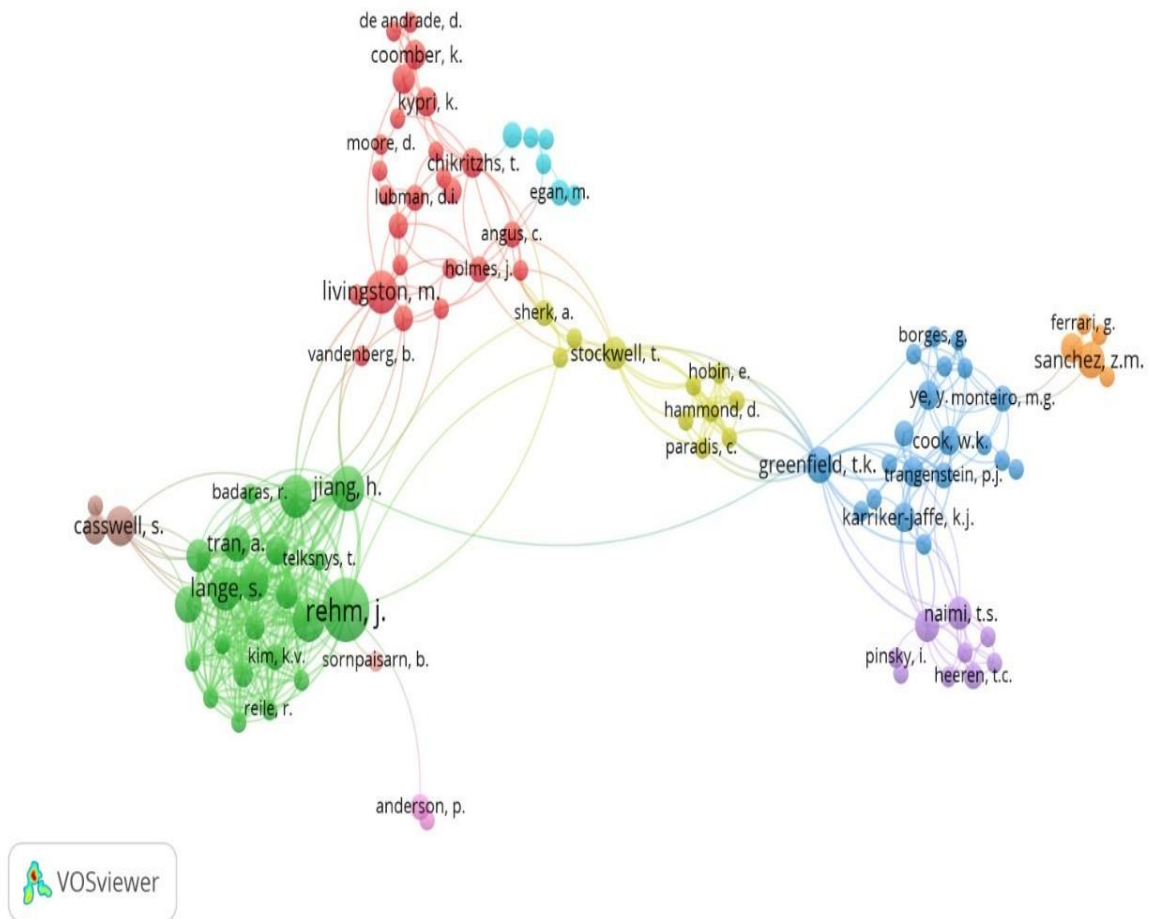 de andrade, d.
coomber, k.
kypri, k.
moore, d.
chikritzhs, t.
lubman, d.i.
egan, m.
angus, c.
holmes, j.
livingston, m.
sherk, a.
vandenberg, b.
stockwell, t.
hobin, e.
hammond, d.
paradis, c.
borges, g.
ferrari, g.
sanchez, z.m.
ye, y.
monteiro, m.g.
cook, w.k.
greenfield, t.k.
trangenstein, p.j.
karriker-jaffe, k.j.
badaras, r.
jiang, h.
casswell, s.
tran, a.
telksnys, t.
lange, s.
rehm, j.
naimi, t.s.
kim, k.v.
sornpaisarn, b.
pinsky, i.
heeren, t.c.
reile, r.
anderson, p.
VOSviewer